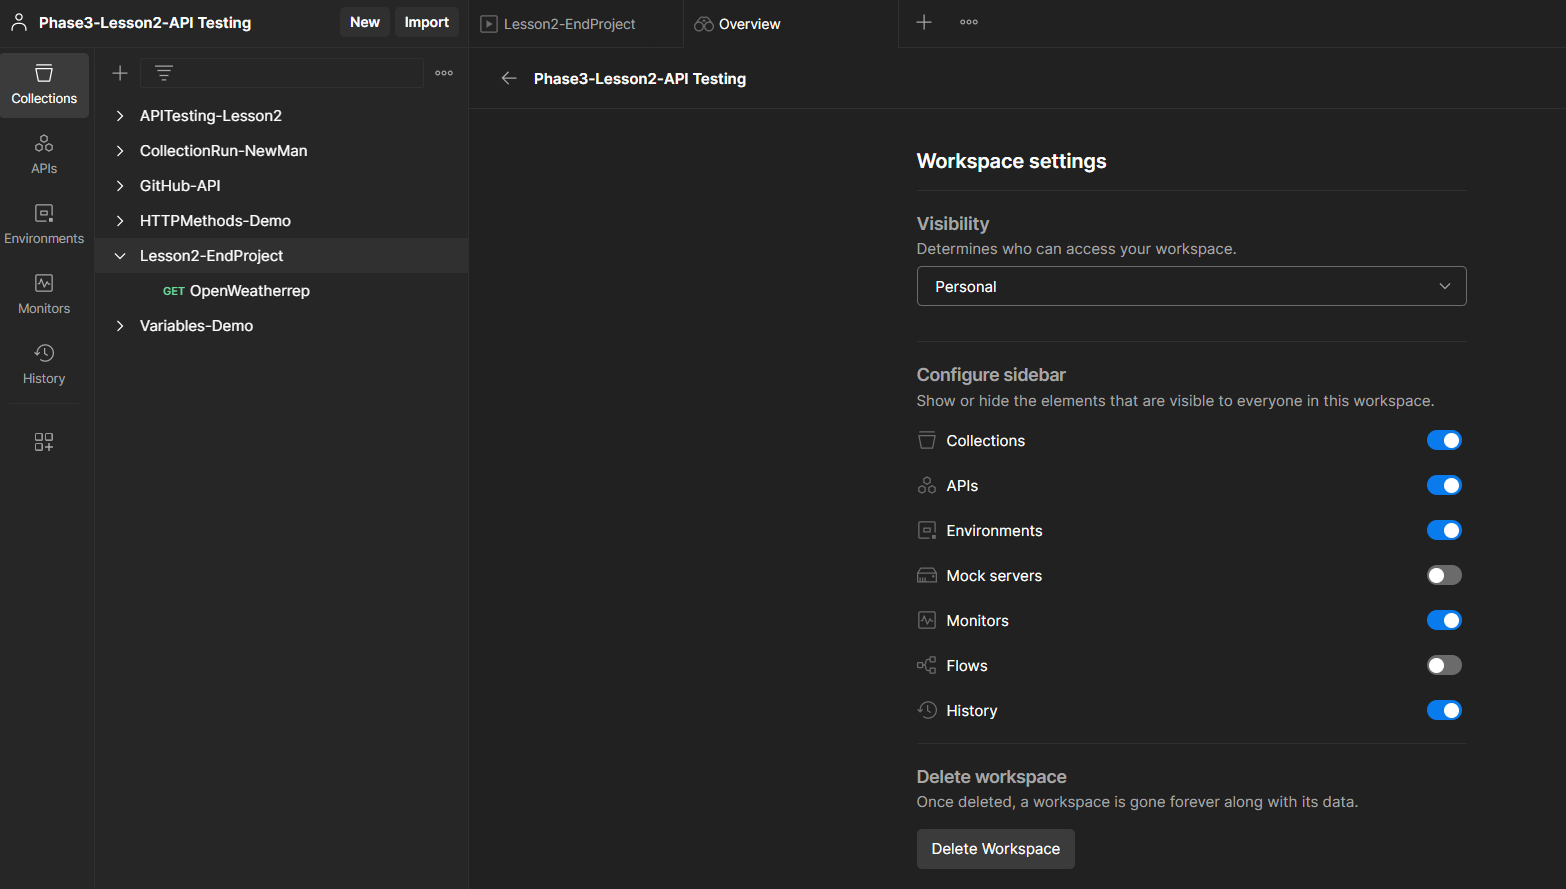 Phase3-Lesson2-API Testing
New
Import
Lesson2-EndProject
Overview
Collections
APIs
Environments
Monitors
History
APITesting-Lesson2
CollectionRun-NewMan
GitHub-API
HTTPMethods-Demo
Lesson2-EndProject
GET OpenWeatherrep
Variables-Demo
Phase3-Lesson2-API Testing
Workspace settings
Visibility
Determines who can access your workspace.
Personal
Configure sidebar
Show or hide the elements that are visible to everyone in this workspace.
Collections
APIs
Environments
Mock servers
Monitors
Flows
History
Delete workspace
Once deleted, a workspace is gone forever along with its data.
Delete Workspace